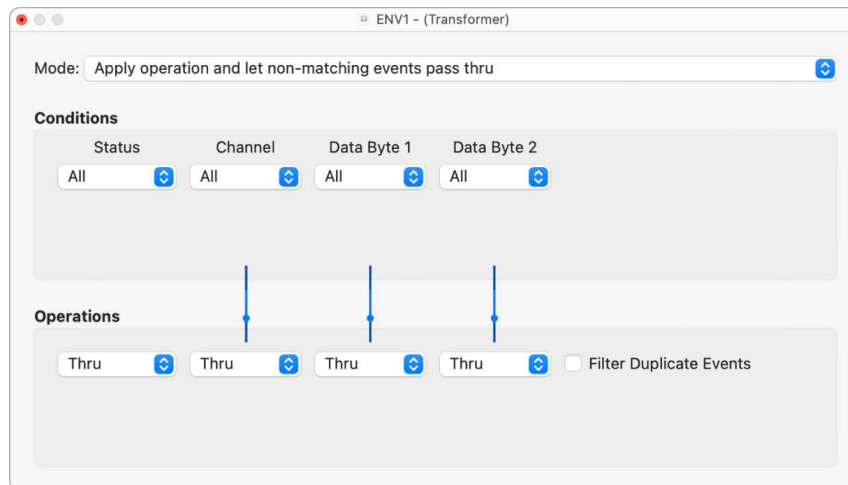 ENV1 - (Transformer)
Mode: Apply operation and let non-matching events pass thru
Conditions
Status Channel Data Byte 1 Data Byte 2
All All All All
Operations
Thru Thru Thru Thru Filter Duplicate Events